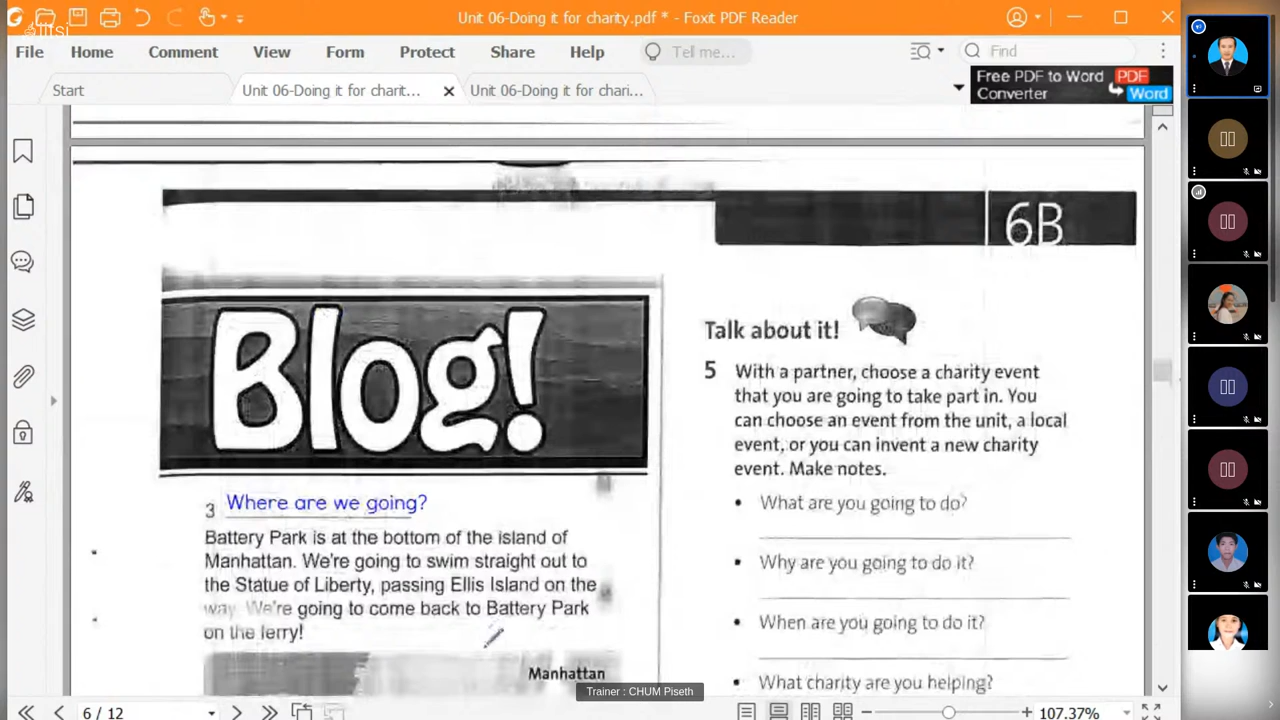 Unit 06-Doing it for charity.pdf * - Foxit PDF Reader
File Home Comment View Form Protect Share Help Tell me… Find
Start Unit 06-Doing it for charit... Unit 06-Doing it for chari...
Free PDF to Word PDF
Converter Word
6B
Blog!
3 Where are we going?
Battery Park is at the bottom of the island of
Manhattan. We're going to swim straight out to
the Statue of Liberty, passing Ellis Island on the
way. We're going to come back to Battery Park
on the ferry!
Manhattan
Talk about it!
5 With a partner, choose a charity event
that you are going to take part in. You
can choose an event from the unit, a local
event, or you can invent a new charity
event. Make notes.
• What are you going to do?
• Why are you going to do it?
• When are you going to do it?
• What charity are you helping?
Trainer : CHUM Piseth
6 / 12
107.37%